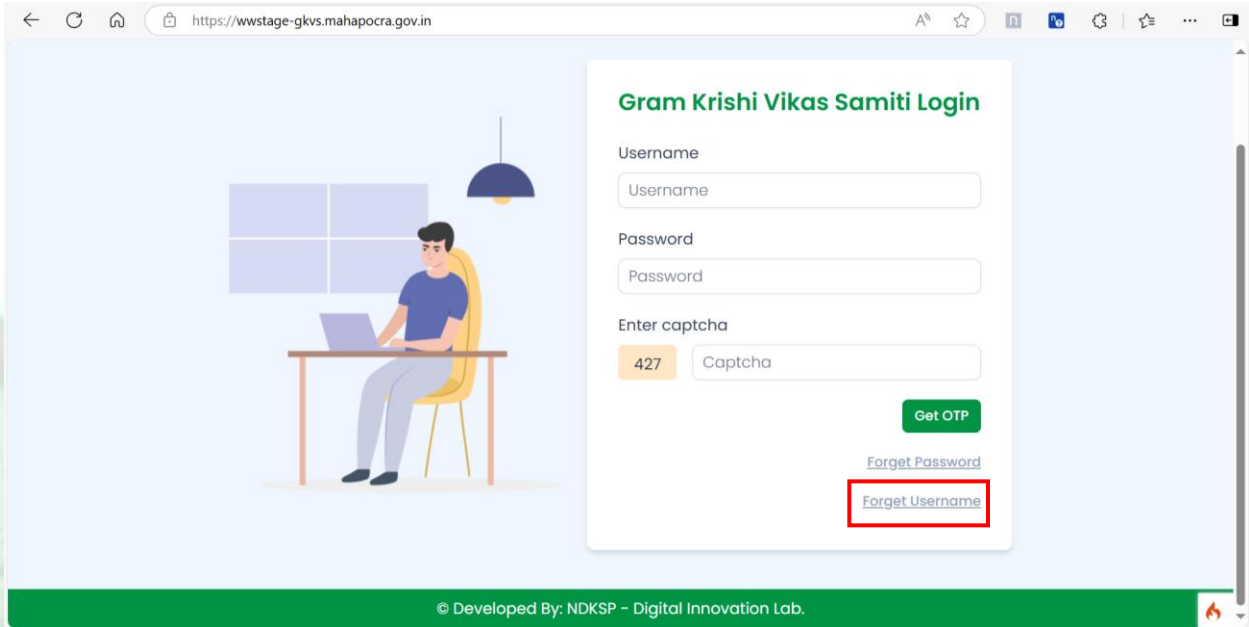 https://wwstage-gkvs.mahapocra.gov.in
Gram Krishi Vikas Samiti Login
Username
Username
Password
Password
Enter captcha
427 Captcha
Get OTP
Forget Password
Forget Username
© Developed By: NDKSP - Digital Innovation Lab.